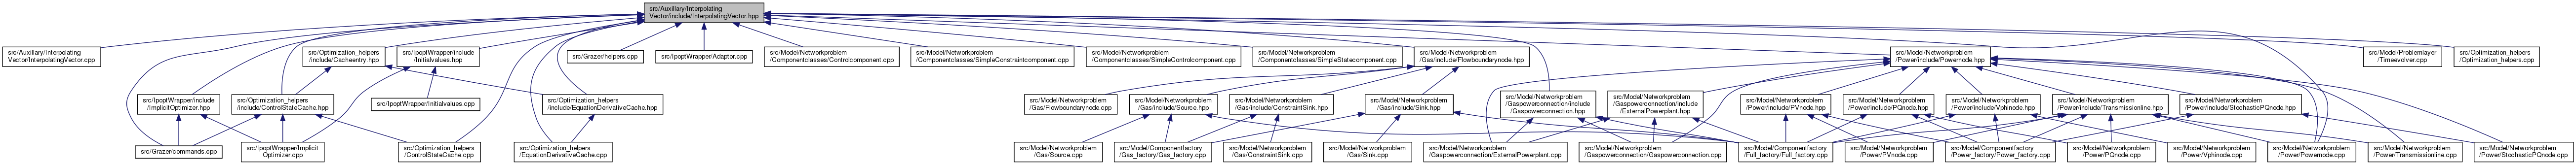 src/Auxillary/Interpolating
Vector/include/InterpolatingVector.hpp
src/Auxillary/Interpolating
Vector/InterpolatingVector.cpp
src/Optimization_helpers
/include/Cacheentry.hpp
src/IpoptWrapper/include
/Initialvalues.hpp
src/Grazer/helpers.cpp
src/IpoptWrapper/Adaptor.cpp
src/Model/Networkproblem
/Componentclasses/Controlcomponent.cpp
src/Model/Networkproblem
/Componentclasses/SimpleConstraintcomponent.cpp
src/Model/Networkproblem
/Componentclasses/SimpleControlcomponent.cpp
src/Model/Networkproblem
/Componentclasses/SimpleStatecomponent.cpp
src/Model/Networkproblem
/Gas/include/Flowboundarynode.hpp
src/Model/Networkproblem
/Power/include/Powernode.hpp
src/Model/Problemlayer
/Timeevolver.cpp
src/Optimization_helpers
/Optimization_helpers.cpp
src/IpoptWrapper/include
/ImplicitOptimizer.hpp
src/Optimization_helpers
/include/ControlStateCache.hpp
src/IpoptWrapper/Initialvalues.cpp
src/Optimization_helpers
/include/EquationDerivativeCache.hpp
src/Model/Networkproblem
/Gas/Flowboundarynode.cpp
src/Model/Networkproblem
/Gas/include/Source.hpp
src/Model/Networkproblem
/Gas/include/ConstraintSink.hpp
src/Model/Networkproblem
/Gas/include/Sink.hpp
src/Model/Networkproblem
/Gaspowerconnection/include
/Gaspowerconnection.hpp
src/Model/Networkproblem
/Gaspowerconnection/include
/ExternalPowerplant.hpp
src/Model/Networkproblem
/Power/include/PVnode.hpp
src/Model/Networkproblem
/Power/include/PQnode.hpp
src/Model/Networkproblem
/Power/include/Vphinode.hpp
src/Model/Networkproblem
/Power/include/Transmissionline.hpp
src/Model/Networkproblem
/Power/include/StochasticPQnode.hpp
src/Grazer/commands.cpp
src/IpoptWrapper/Implicit
Optimizer.cpp
src/Optimization_helpers
/ControlStateCache.cpp
src/Optimization_helpers
/EquationDerivativeCache.cpp
src/Model/Networkproblem
/Gas/Source.cpp
src/Model/Componentfactory
/Gas_factory/Gas_factory.cpp
src/Model/Networkproblem
/Gas/ConstraintSink.cpp
src/Model/Networkproblem
/Gas/Sink.cpp
src/Model/Networkproblem
/Gaspowerconnection/ExternalPowerplant.cpp
src/Model/Networkproblem
/Gaspowerconnection/Gaspowerconnection.cpp
src/Model/Componentfactory
/Full_factory/Full_factory.cpp
src/Model/Networkproblem
/Power/PVnode.cpp
src/Model/Componentfactory
/Power_factory/Power_factory.cpp
src/Model/Networkproblem
/Power/PQnode.cpp
src/Model/Networkproblem
/Power/Vphinode.cpp
src/Model/Networkproblem
/Power/Powernode.cpp
src/Model/Networkproblem
/Power/Transmissionline.cpp
src/Model/Networkproblem
/Power/StochasticPQnode.cpp